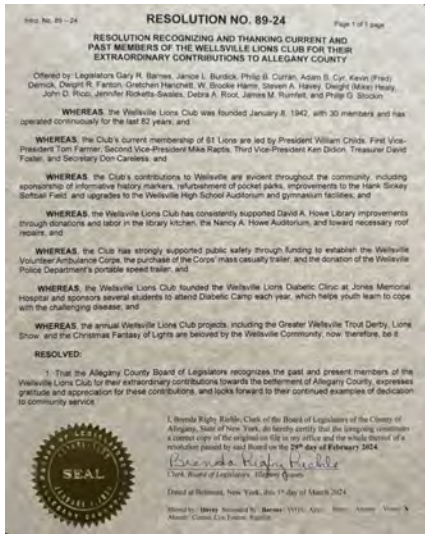 Intro. No. 89 – 24
RESOLUTION NO. 89-24
Page 1 of 1 page
RESOLUTION RECOGNIZING AND THANKING CURRENT AND
PAST MEMBERS OF THE WELLSVILLE LIONS CLUB FOR THEIR
EXTRAORDINARY CONTRIBUTIONS TO ALLEGANY COUNTY
Offered by: Legislators Gary R. Barnes, Janice L. Burdick, Philip B. Curran, Adam B. Cyr, Kevin (Fred)
Demick, Dwight R. Fanton, Gretchen Hanchett, W. Brooke Harris, Steven A. Havey, Dwight (Mike) Healy,
John D. Ricci, Jennifer Ricketts-Swales, Debra A. Root, James M. Rumfelt, and Philip G. Stockin
WHEREAS, the Wellsville Lions Club was founded January 8, 1942, with 30 members and has
operated continuously for the last 82 years; and
WHEREAS, the Club's current membership of 61 Lions are led by President William Childs, First Vice-
President Tom Farmer, Second Vice-President Mike Raptis, Third Vice-President Ken Dickon, Treasurer David
Foster, and Secretary Don Careless; and
WHEREAS, the Club's contributions to Wellsville are evident throughout the community, including
sponsorship of informative history markers, refurbishment of pocket parks, improvements to the Hank Sickey
Softball Field, and upgrades to the Wellsville High School Auditorium and gymnasium facilities; and
WHEREAS, the Wellsville Lions Club has consistently supported David A. Howe Library improvements
through donations and labor in the library kitchen, the Nancy A. Howe Auditorium, and toward necessary roof
repairs; and
WHEREAS, the Club has strongly supported public safety through funding to establish the Wellsville
Volunteer Ambulance Corps, the purchase of the Corps' mass casualty trailer, and the donation of the Wellsville
Police Department's portable speed trailer; and
WHEREAS, the Wellsville Lions Club founded the Wellsville Lions Diabetic Clinic at Jones Memorial
Hospital and sponsors several students to attend Diabetic Camp each year, which helps youth learn to cope
with the challenging disease; and
WHEREAS, the annual Wellsville Lions Club projects, including the Greater Wellsville Trout Derby, Lions
Show, and the Christmas Fantasy of Lights are beloved by the Wellsville Community; now, therefore, be it
RESOLVED:
1. That the Allegany County Board of Legislators recognizes the past and present members of the
Wellsville Lions Club for their extraordinary contributions towards the betterment of Allegany County, expresses
gratitude and appreciation for these contributions, and looks forward to their continued examples of dedication
to community service.
I, Brenda Rigby Riehle, Clerk of the Board of Legislators of the County of
Allegany, State of New York, do hereby certify that the foregoing constitutes
a correct copy of the original on file in my office and the whole thereof of a
resolution passed by said Board on the 29th day of February 2024.
Brenda Rigby Riehle
Clerk, Board of Legislators, Allegany County
Dated at Belmont, New York, this 1st day of March 2024
SEAL
Moved by: Havey Seconded by: Barnes